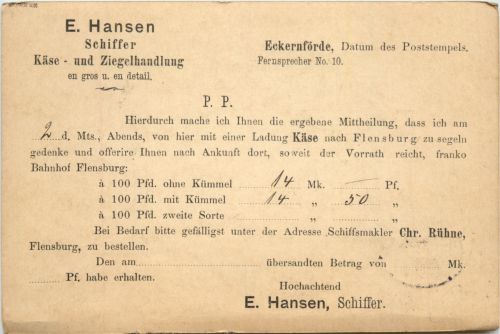 E. Hansen
Schiffer
Käse - und Ziegelhandlung
en gros u. en detail.
Eckernförde, Datum des Poststempels.
Fernsprecher No. 10.
P. P.
Hierdurch mache ich Ihnen die ergebene Mittheilung, dass ich am
2 d. Mts., Abends, von hier mit einer Ladung Käse nach Flensburg zu segeln
gedenke und offerire Ihnen nach Ankunft dort, soweit der Vorrath reicht, franko
Bahnhof Flensburg:
à 100 Pfd. ohne Kümmel 14 Mk. — Pf.
à 100 Pfd. mit Kümmel 14 „ 50 „
à 100 Pfd. zweite Sorte „ „
Bei Bedarf bitte gefälligst unter der Adresse Schiffsmakler Chr. Rühne,
Flensburg, zu bestellen.
Den am übersandten Betrag von Mk.
Pf. habe erhalten.
Hochachtend
E. Hansen, Schiffer.